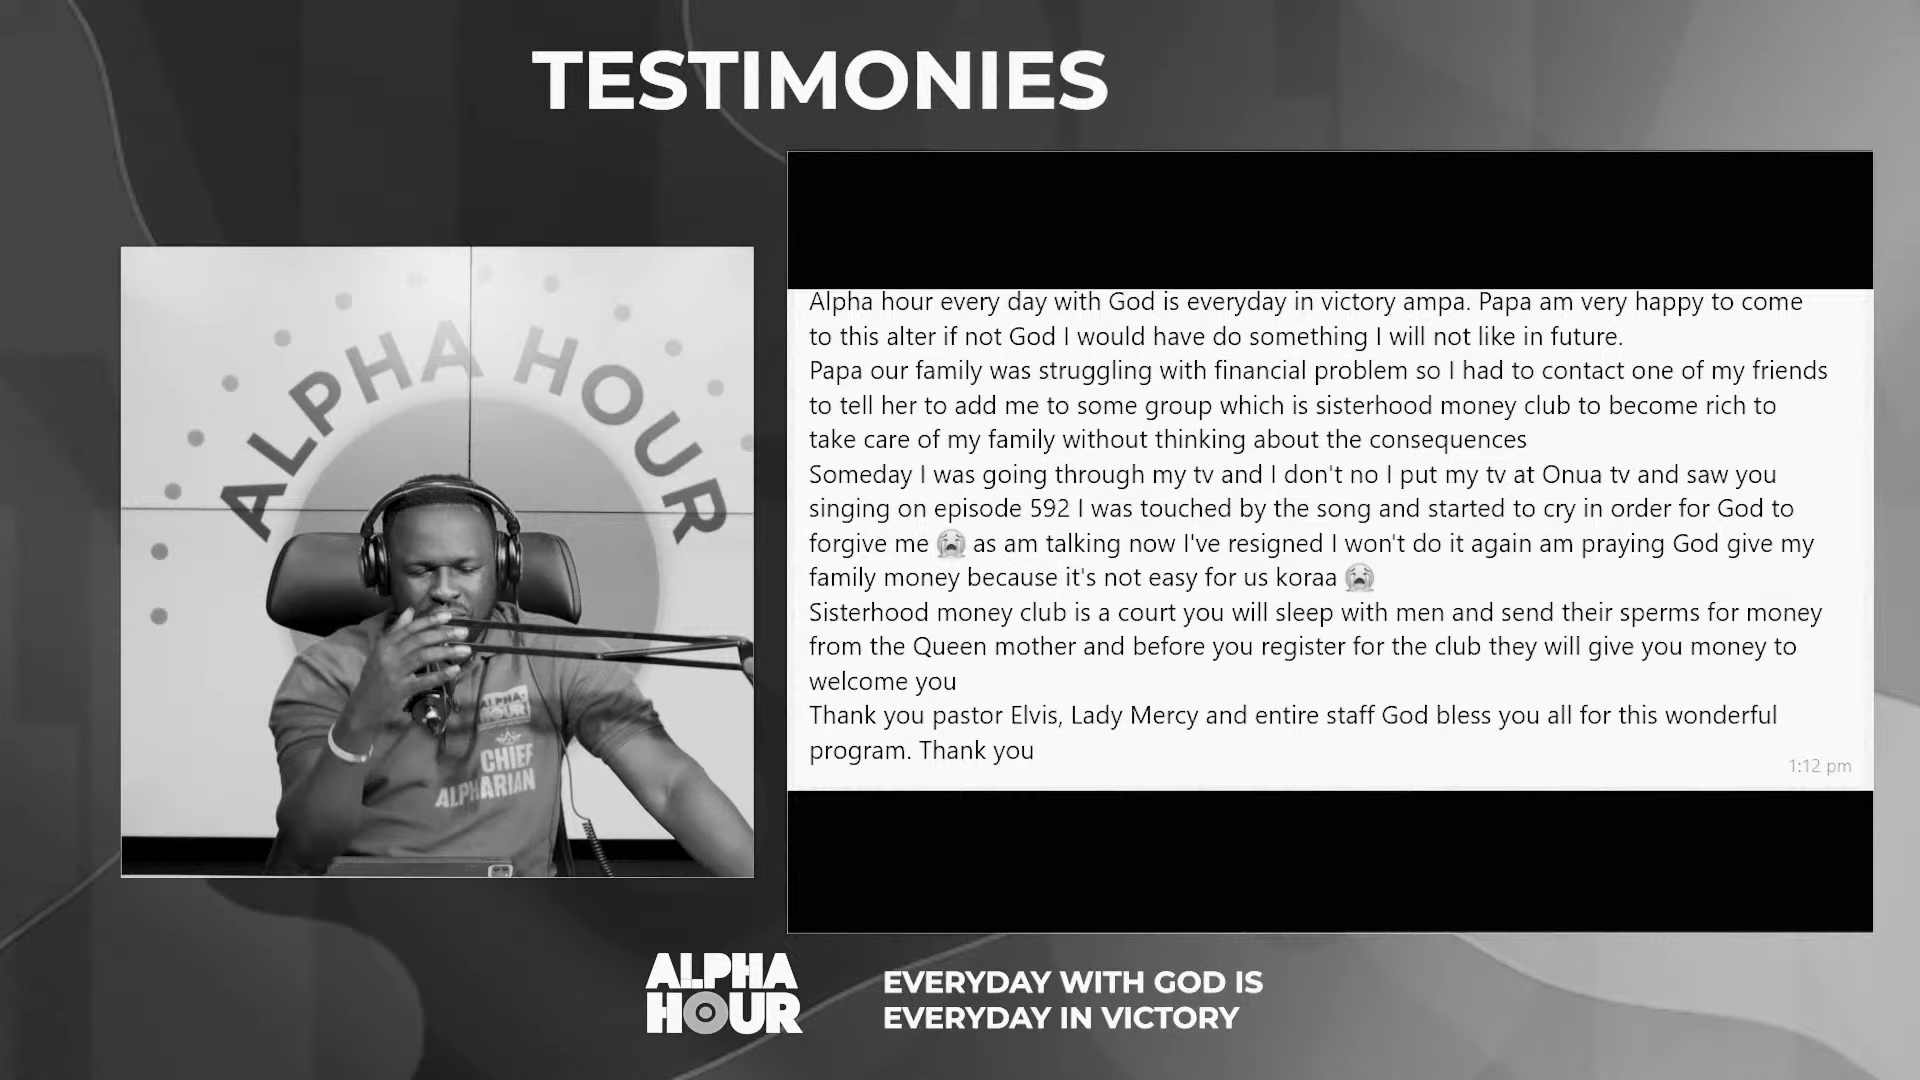 TESTIMONIES
ALPHA HOUR
ALPHA
HOUR
CHIEF
ALPHARIAN
Alpha hour every day with God is everyday in victory ampa. Papa am very happy to come
to this alter if not God I would have do something I will not like in future.
Papa our family was struggling with financial problem so I had to contact one of my friends
to tell her to add me to some group which is sisterhood money club to become rich to
take care of my family without thinking about the consequences
Someday I was going through my tv and I don't no I put my tv at Onua tv and saw you
singing on episode 592 I was touched by the song and started to cry in order for God to
forgive me 😭 as am talking now I've resigned I won't do it again am praying God give my
family money because it's not easy for us koraa 😭
Sisterhood money club is a court you will sleep with men and send their sperms for money
from the Queen mother and before you register for the club they will give you money to
welcome you
Thank you pastor Elvis, Lady Mercy and entire staff God bless you all for this wonderful
program. Thank you
1:12 pm
ALPHA
HOUR
EVERYDAY WITH GOD IS
EVERYDAY IN VICTORY